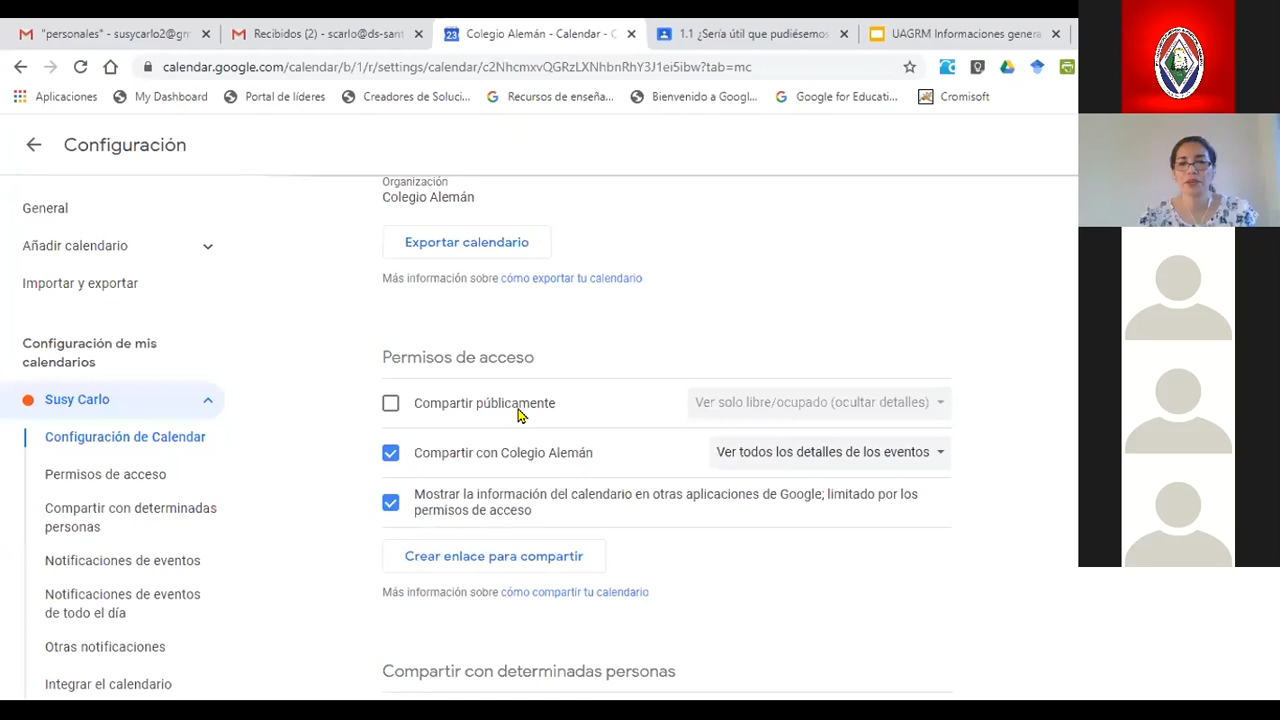 "personales" - susycarlo2@gm
Recibidos (2) - scarlo@ds-sant
Colegio Alemán - Calendar - C
1.1 ¿Sería útil que pudiésemos
UAGRM Informaciones genera
calendar.google.com/calendar/b/1/r/settings/calendar/c2NhcmxvQGRzLXNhbnRhY3J1ei5ibw?tab=mc
Aplicaciones
My Dashboard
Portal de líderes
Creadores de Soluci...
Recursos de enseña...
Bienvenido a Googl...
Google for Educati...
Cromisoft
Configuración
General
Añadir calendario
Importar y exportar
Configuración de mis
calendarios
Susy Carlo
Configuración de Calendar
Permisos de acceso
Compartir con determinadas
personas
Notificaciones de eventos
Notificaciones de eventos
de todo el día
Otras notificaciones
Integrar el calendario
Organización
Colegio Alemán
Exportar calendario
Más información sobre cómo exportar tu calendario
Permisos de acceso
Compartir públicamente
Ver solo libre/ocupado (ocultar detalles)
Compartir con Colegio Alemán
Ver todos los detalles de los eventos
Mostrar la información del calendario en otras aplicaciones de Google; limitado por los
permisos de acceso
Crear enlace para compartir
Más información sobre cómo compartir tu calendario
Compartir con determinadas personas